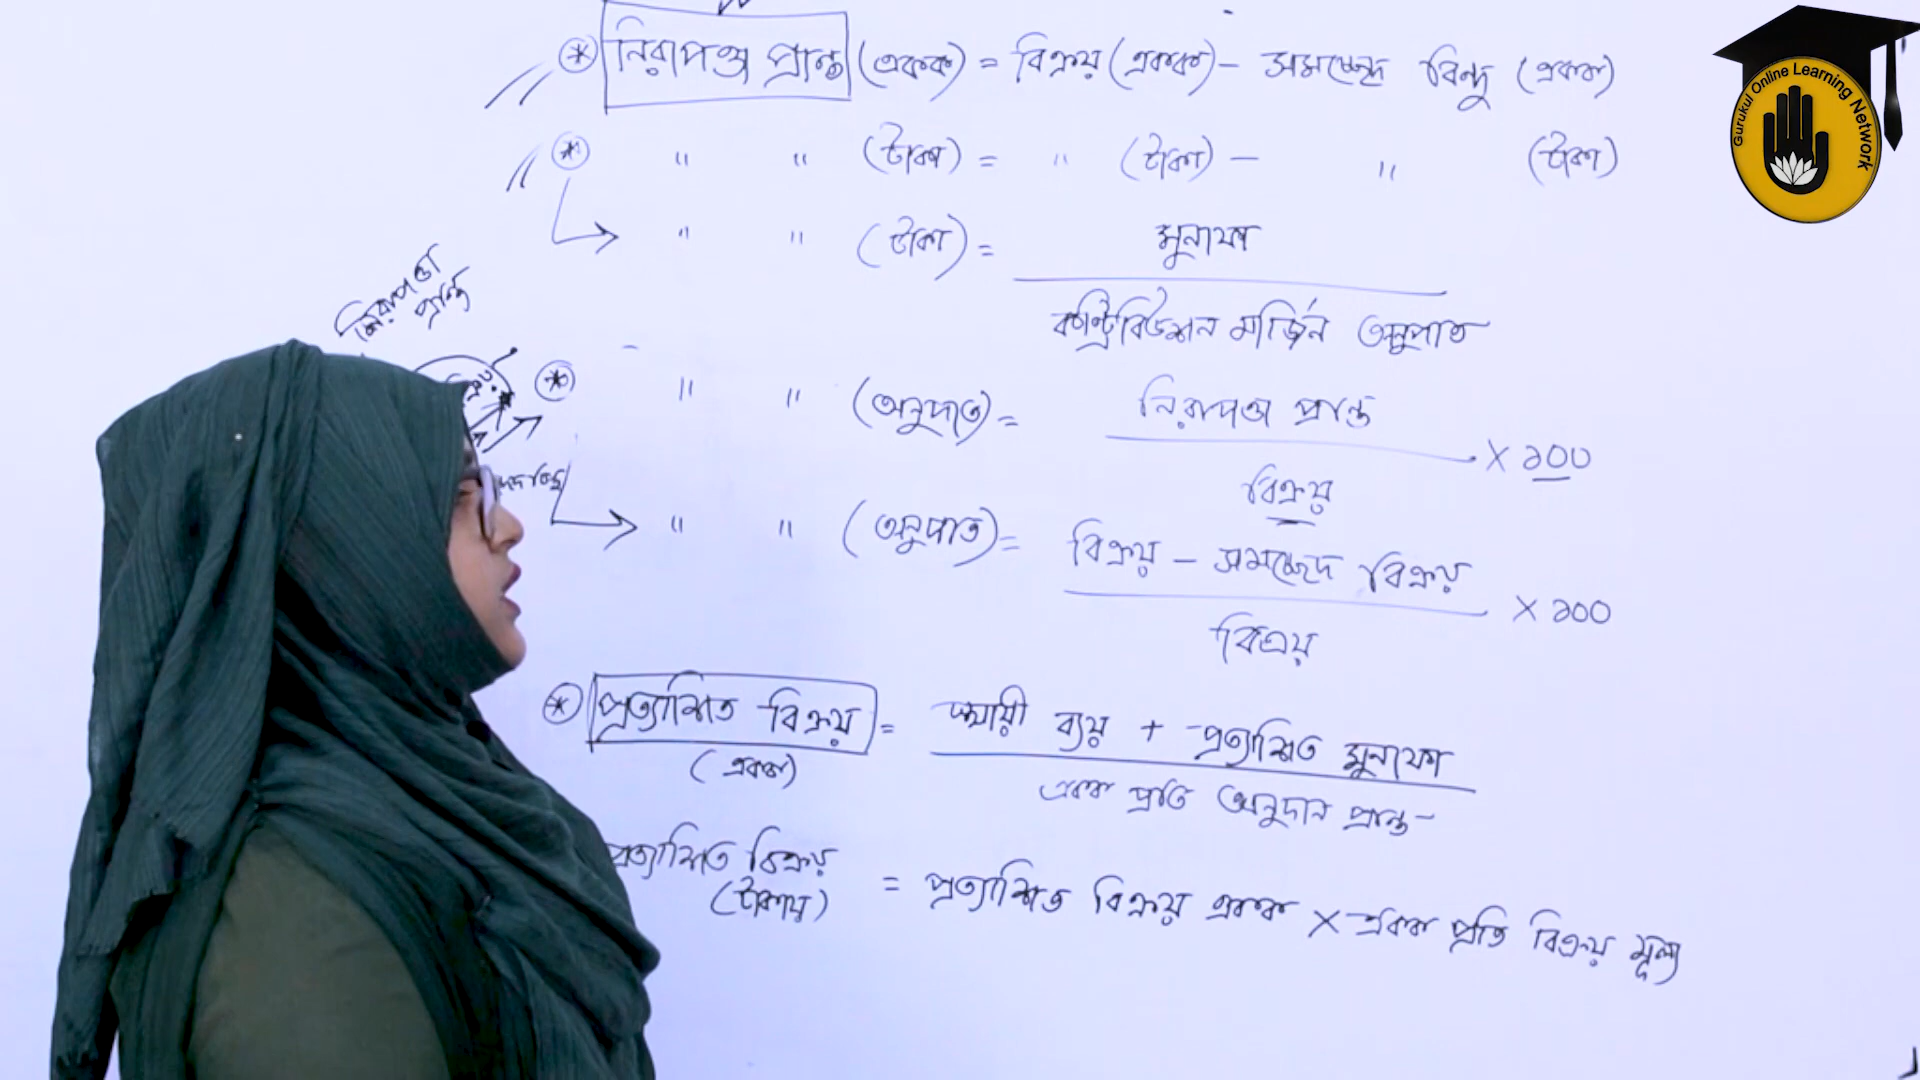 ⊛ নিরাপত্তা প্রান্ত (একক) = বিক্রয় (একক) - সমচ্ছেদ বিন্দু (একক)
⊛ " " (টাকা) = " (টাকা) - " (টাকা)
→ " " (টাকা) = মুনাফা
কন্ট্রিবিউশন মার্জিন অনুপাত
নিরাপত্তা
প্রান্ত
⊛ " " (অনুপাত) = নিরাপত্তা প্রান্ত
বিক্রয় × ১০০
→ " " (অনুপাত) = বিক্রয় - সমচ্ছেদ বিক্রয়
বিক্রয় × ১০০
⊛ প্রত্যাশিত বিক্রয় = স্থায়ী ব্যয় + প্রত্যাশিত মুনাফা
(একক) একক প্রতি অনুদান প্রান্ত
প্রত্যাশিত বিক্রয়
(টাকায়) = প্রত্যাশিত বিক্রয় একক × একক প্রতি বিক্রয় মূল্য
Gurukul Online Learning Network